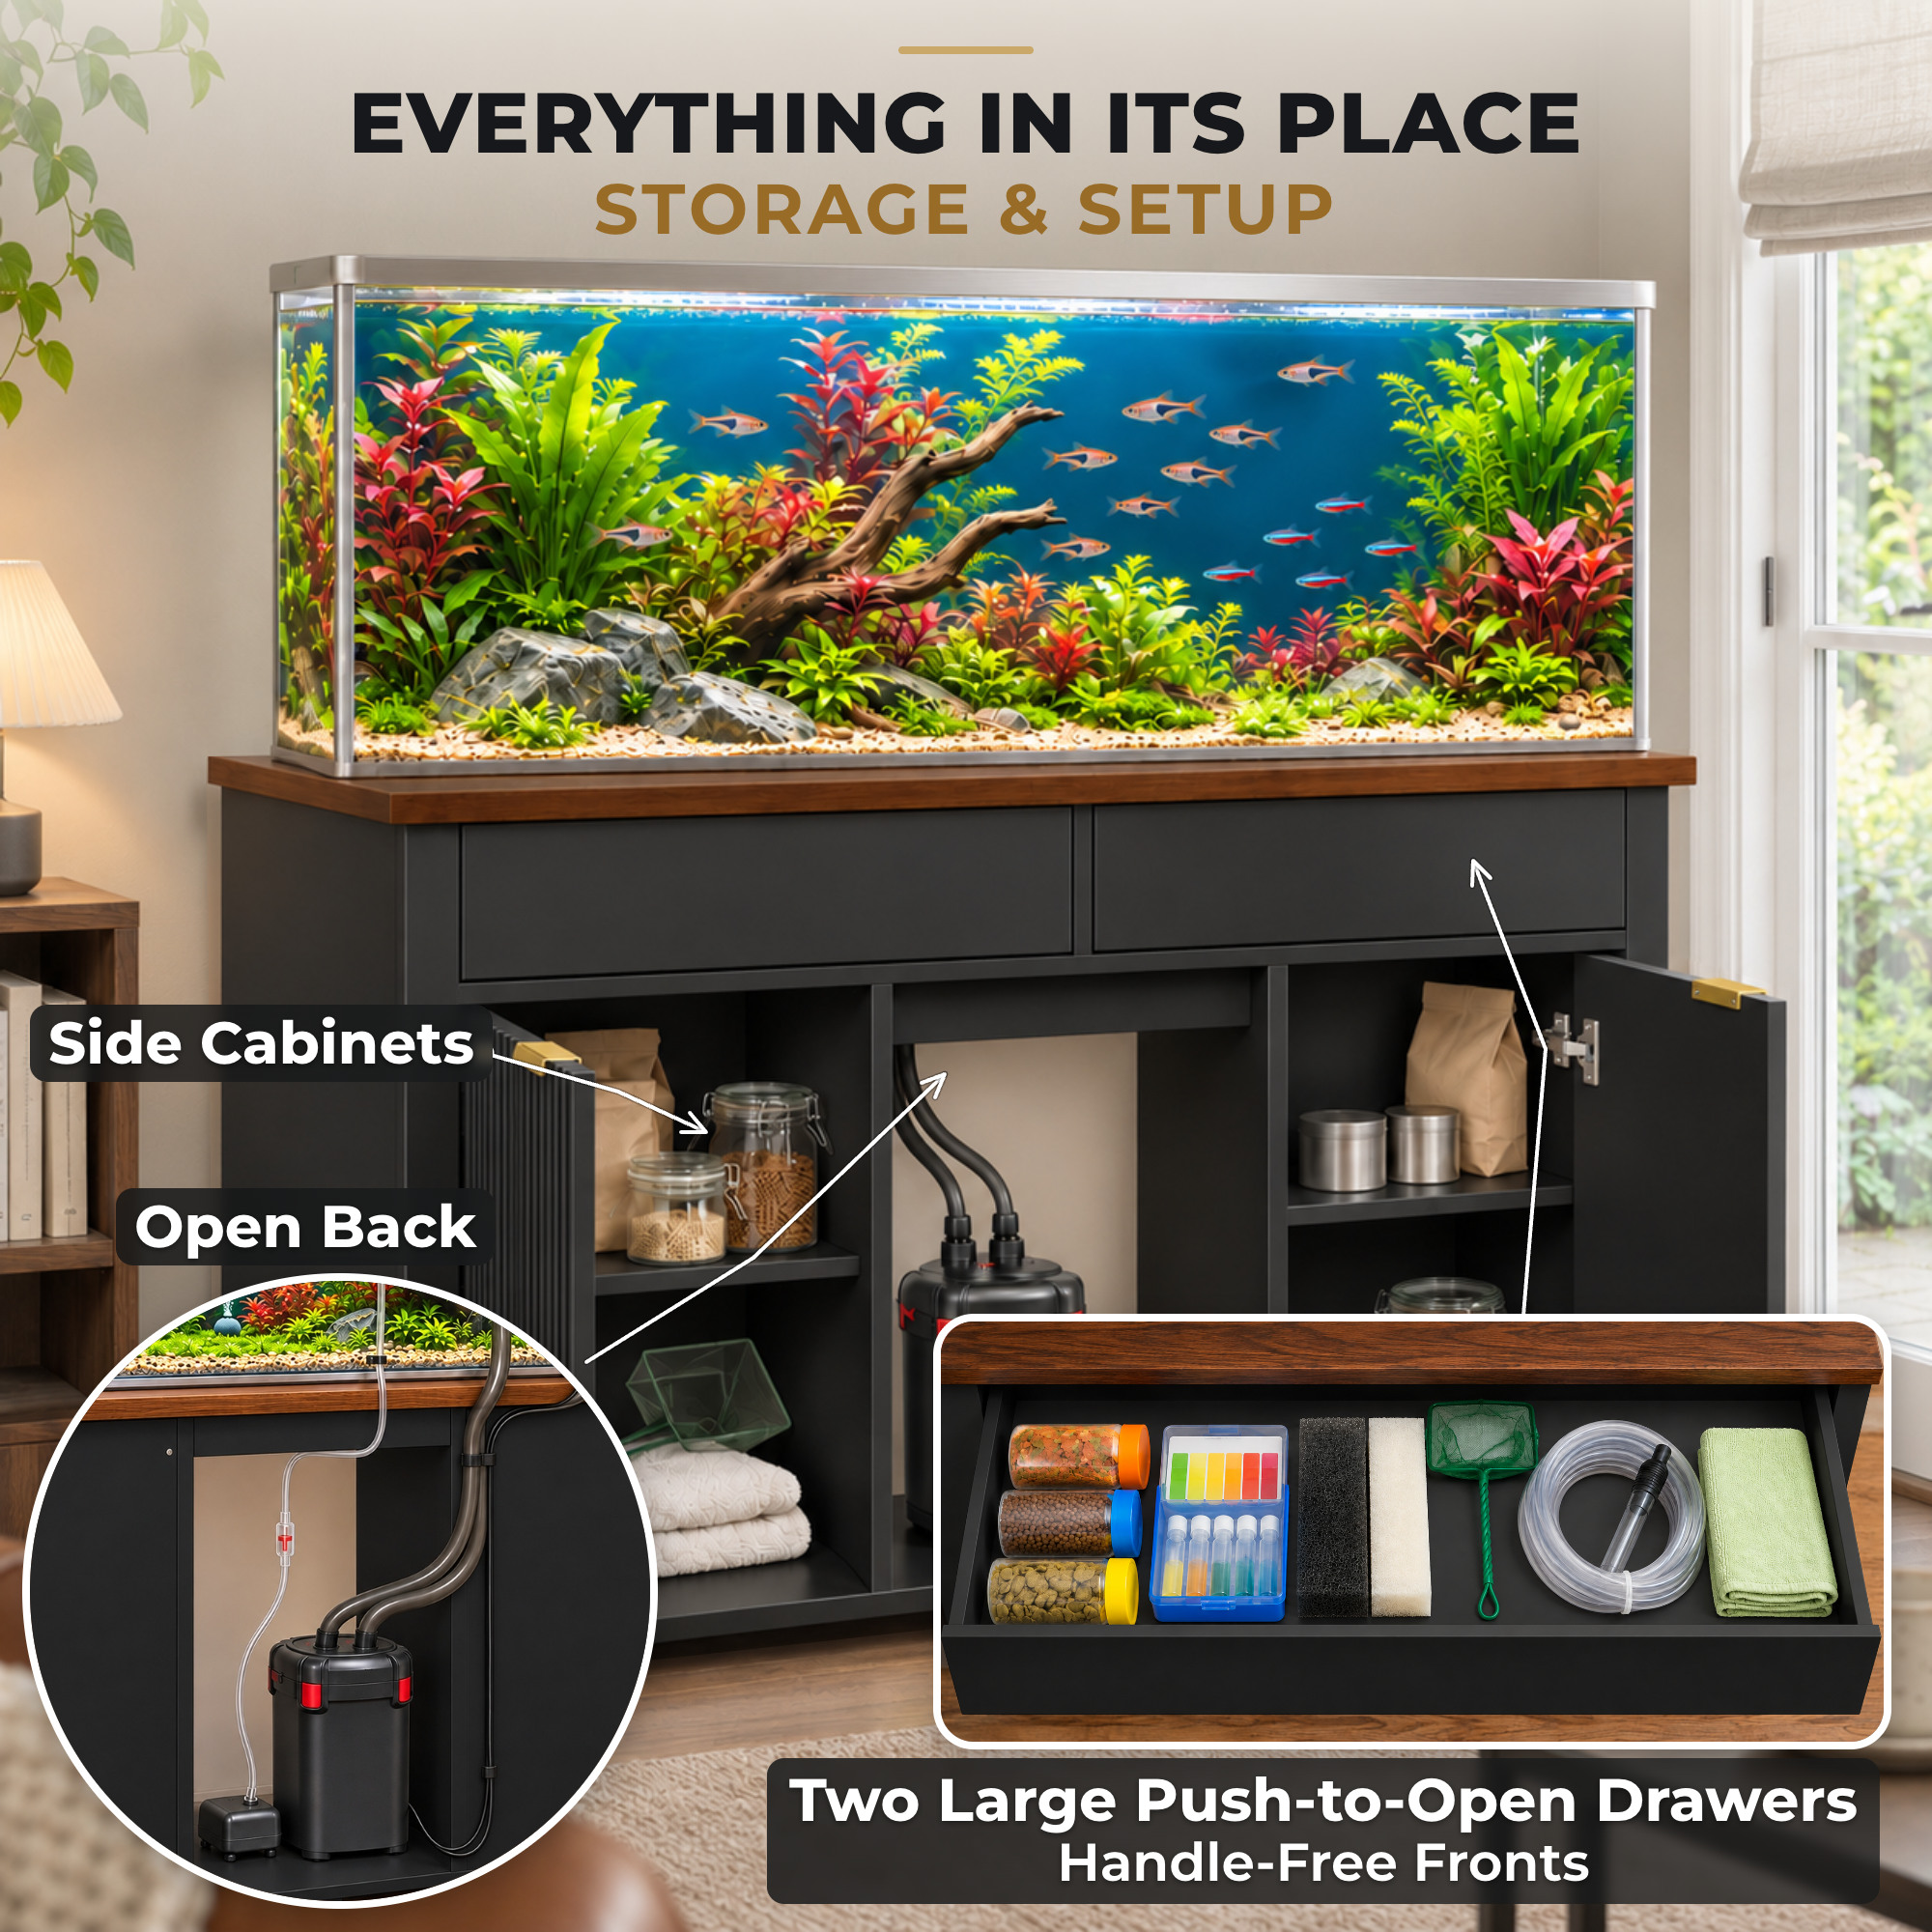 EVERYTHING IN ITS PLACE
STORAGE & SETUP
Side Cabinets
Open Back
Two Large Push-to-Open Drawers
Handle-Free Fronts